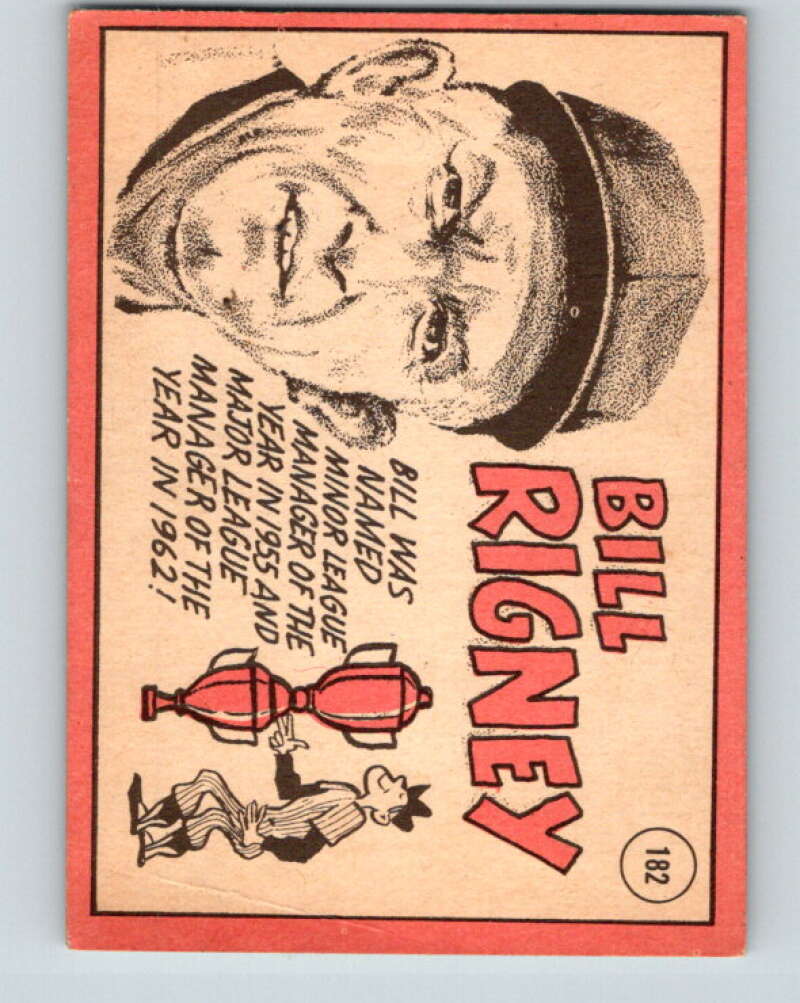 182
BILL
RIGNEY
BILL WAS
NAMED
MINOR LEAGUE
MANAGER OF THE
YEAR IN 1955 AND
MAJOR LEAGUE
MANAGER OF THE
YEAR IN 1962!